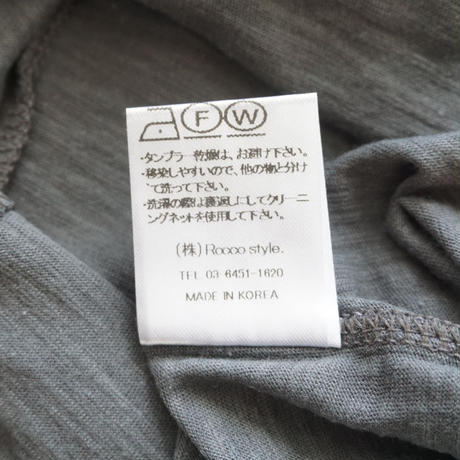 F W
・タンブラー乾燥は、お避け下さい。
・移染しやすいので、他の物と分け
て洗って下さい。
・洗濯の際は裏返しにしてクリーニ
ングネットを使用して下さい。
(株) Rocco style.
TEL 03-6451-1620
MADE IN KOREA